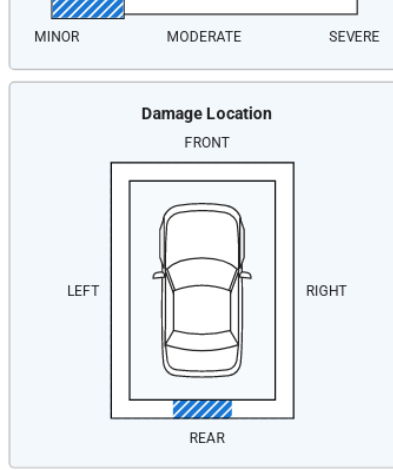 MINOR MODERATE SEVERE
Damage Location
FRONT
LEFT RIGHT
REAR